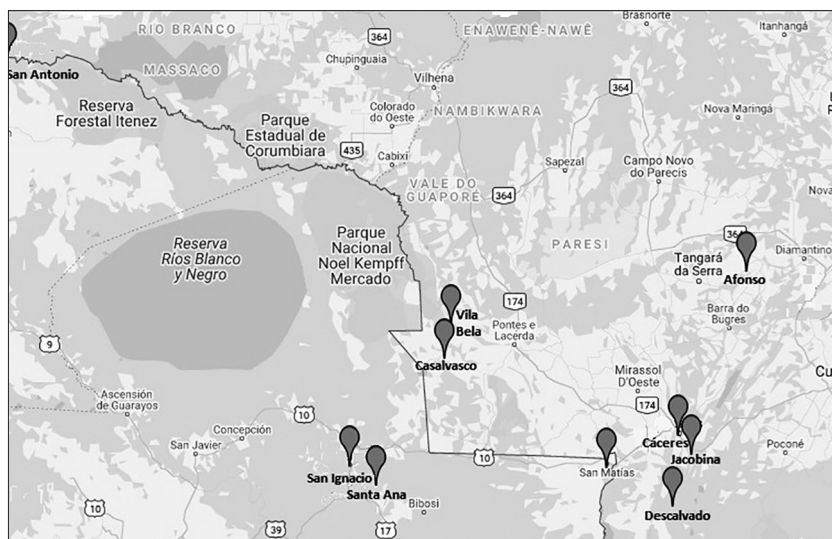 RIO BRANCO
364
ENAWENÊ-NAWÊ
Brasnorte
Itanhangá
Chupinguaia
San Antonio
MASSACO
Vilhena
364
Reserva
Forestal Itenez
Colorado
do Oeste
NAMBIKWARA
Nova Maringá
Parque
Estadual de
Corumbiara
435
Cabixi
Sapezal
Campo Novo
do Parecis
VALE DO
GUAPORÉ
364
Nova
Parque
Nacional
Noel Kempff
Mercado
Reserva
Ríos Blanco
y Negro
PARESI
364
Tangará
da Serra
Diamantino
Afonso
Vila
Bela
174
Barra do
Bugres
Pontes e
Lacerda
9
Casalvasco
Mirassol
D'Oeste
Cu
Ascensión
de Guarayos
10
Concepción
174
San Javier
Cáceres
Jacobina
Poconé
10
San Ignacio
Santa Ana
San Matías
10
Bibosi
Descalvado
39
17